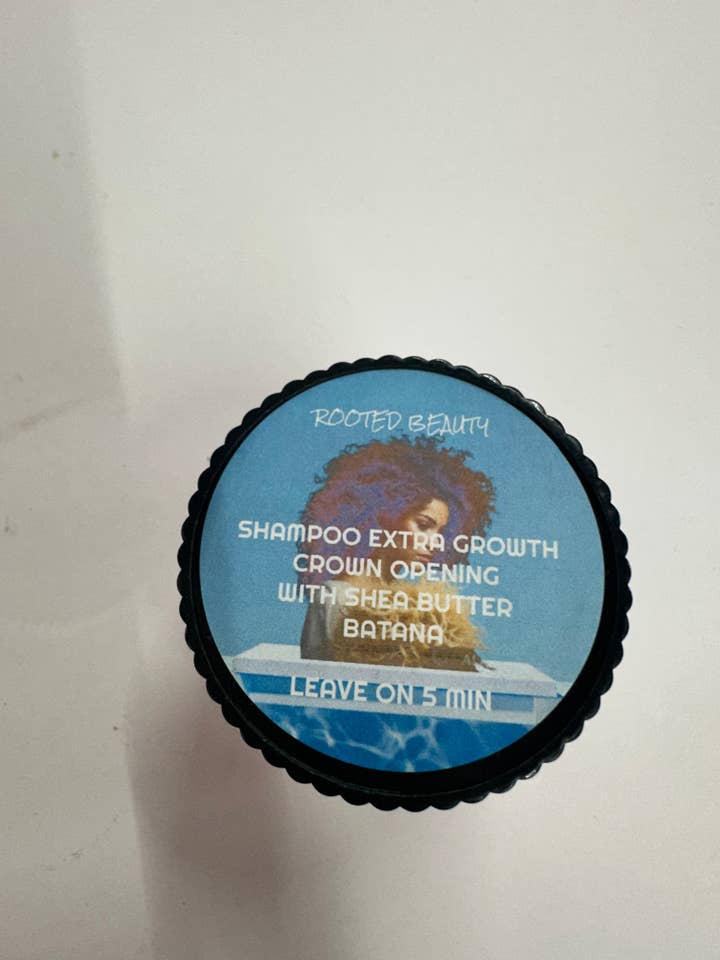 ROOTED BEAUTY
SHAMPOO EXTRA GROWTH
CROWN OPENING
WITH SHEA BUTTER
BATANA
LEAVE ON 5 MIN